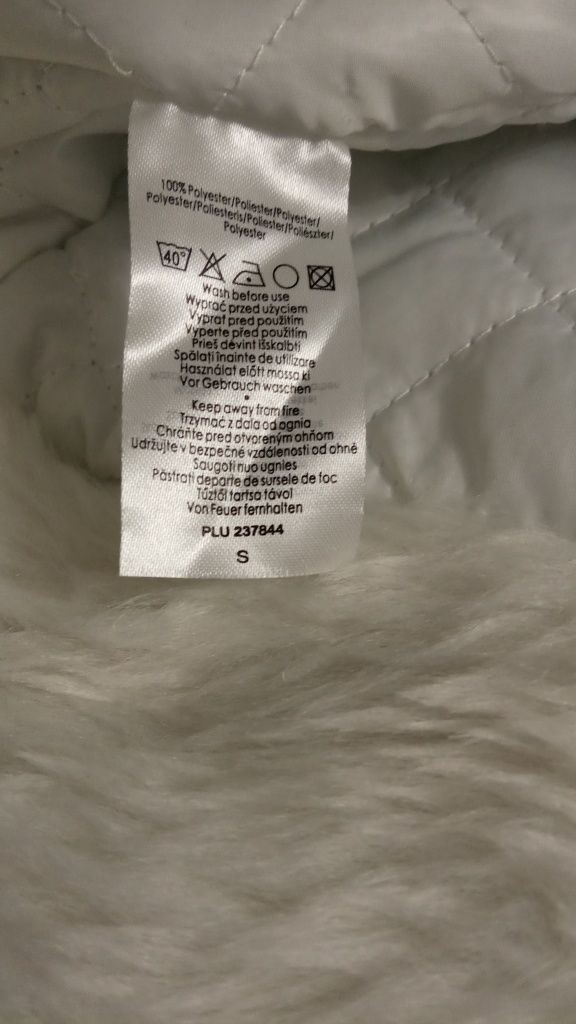 100% Polyester/Poliester/Polyester/
Polyester/Poliesteris/Poliester/Poliészter/
Polyester
40°
Wash before use
Wyprać przed użyciem
Vyprat pred použitím
Vyperte před použitím
Prieš dėvint išskalbti
Spălați înainte de utilizare
Használat előtt mossa ki
Vor Gebrauch waschen
•
Keep away from fire
Trzymać z dala od ognia
Chráňte pred otvoreným ohňom
Udržujte v bezpečné vzdálenosti od ohně
Saugoti nuo ugnies
Păstrați departe de sursele de foc
Tűztől tartsa távol
Von Feuer fernhalten
PLU 237844
S